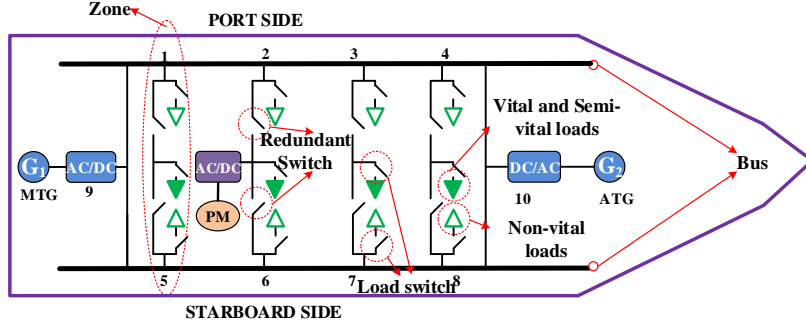 Zone
PORT SIDE
1
2
3
4
Vital and Semi-
vital loads
Redundant
Switch
G1
AC/DC
AC/DC
DC/AC
G2
Bus
MTG
9
PM
10
ATG
Non-vital
loads
5
6
7
Load switch
8
STARBOARD SIDE